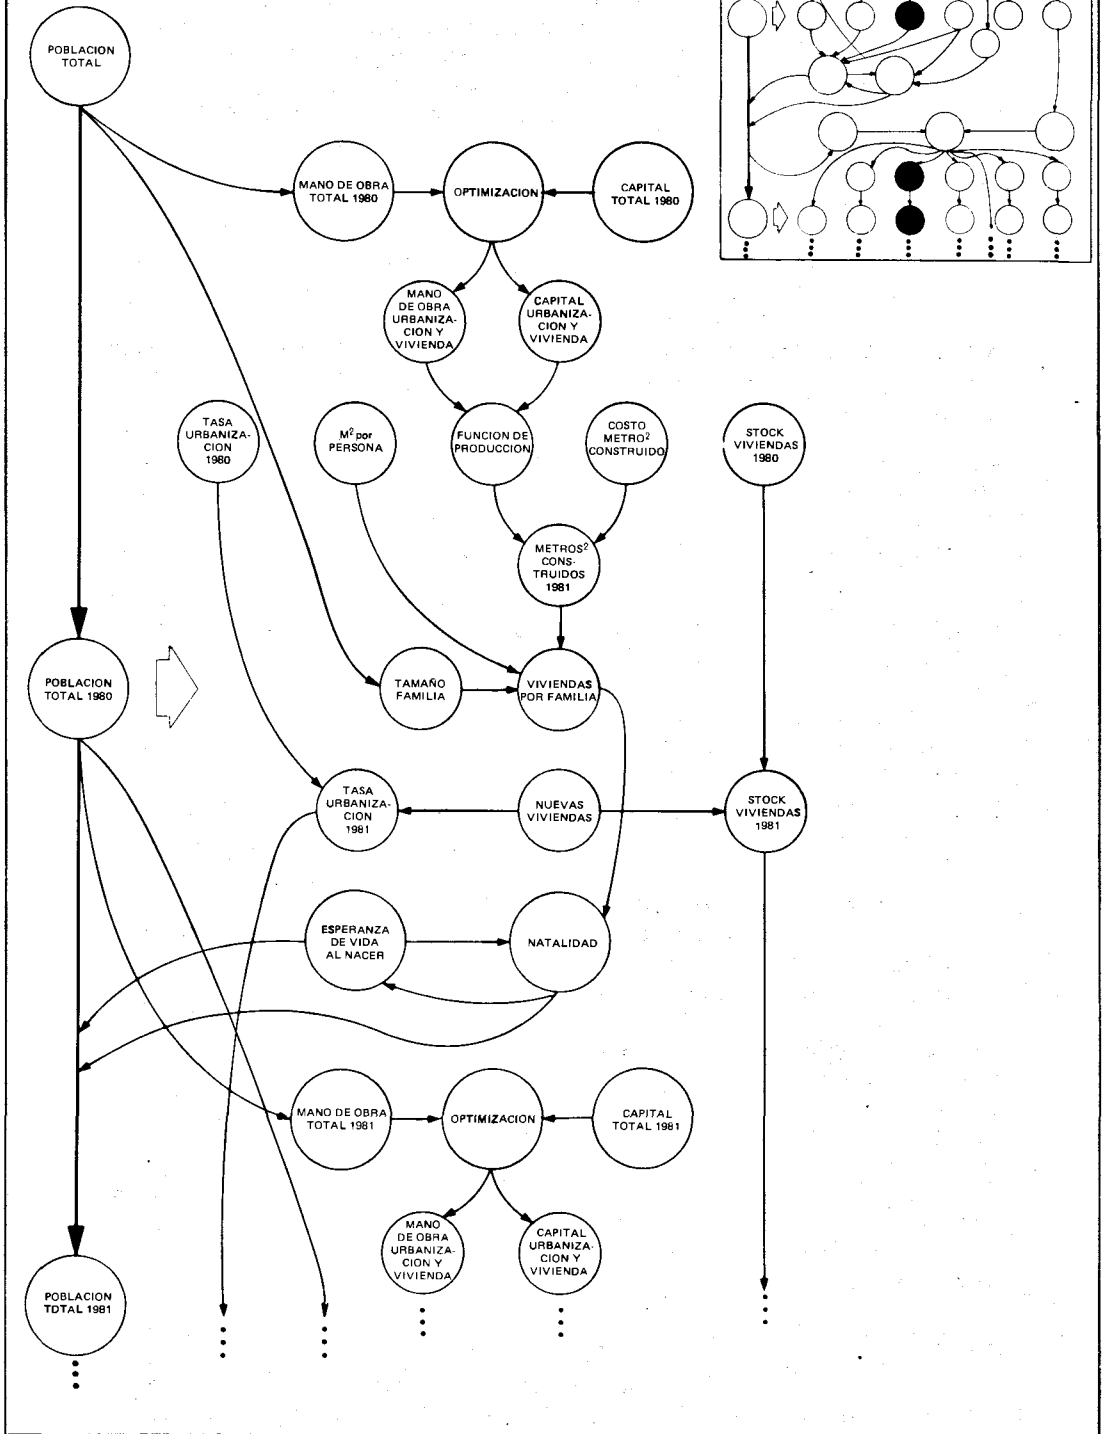 POBLACION
TOTAL
MANO DE OBRA
TOTAL 1980
OPTIMIZACION
CAPITAL
TOTAL 1980
MANO
DE OBRA
URBANIZA-
CION Y
VIVIENDA
CAPITAL
URBANIZA-
CION Y
VIVIENDA
TASA
URBANIZA-
CION
1980
M² por
PERSONA
FUNCION DE
PRODUCCION
COSTO
METRO²
CONSTRUIDO
STOCK
VIVIENDAS
1980
METROS²
CONS-
TRUIDOS
1981
POBLACION
TOTAL 1980
TAMAÑO
FAMILIA
VIVIENDAS
POR FAMILIA
TASA
URBANIZA-
CION
1981
NUEVAS
VIVIENDAS
STOCK
VIVIENDAS
1981
ESPERANZA
DE VIDA
AL NACER
NATALIDAD
MANO DE OBRA
TOTAL 1981
OPTIMIZACION
CAPITAL
TOTAL 1981
MANO
DE OBRA
URBANIZA-
CION Y
VIVIENDA
CAPITAL
URBANIZA-
CION Y
VIVIENDA
POBLACION
TOTAL 1981